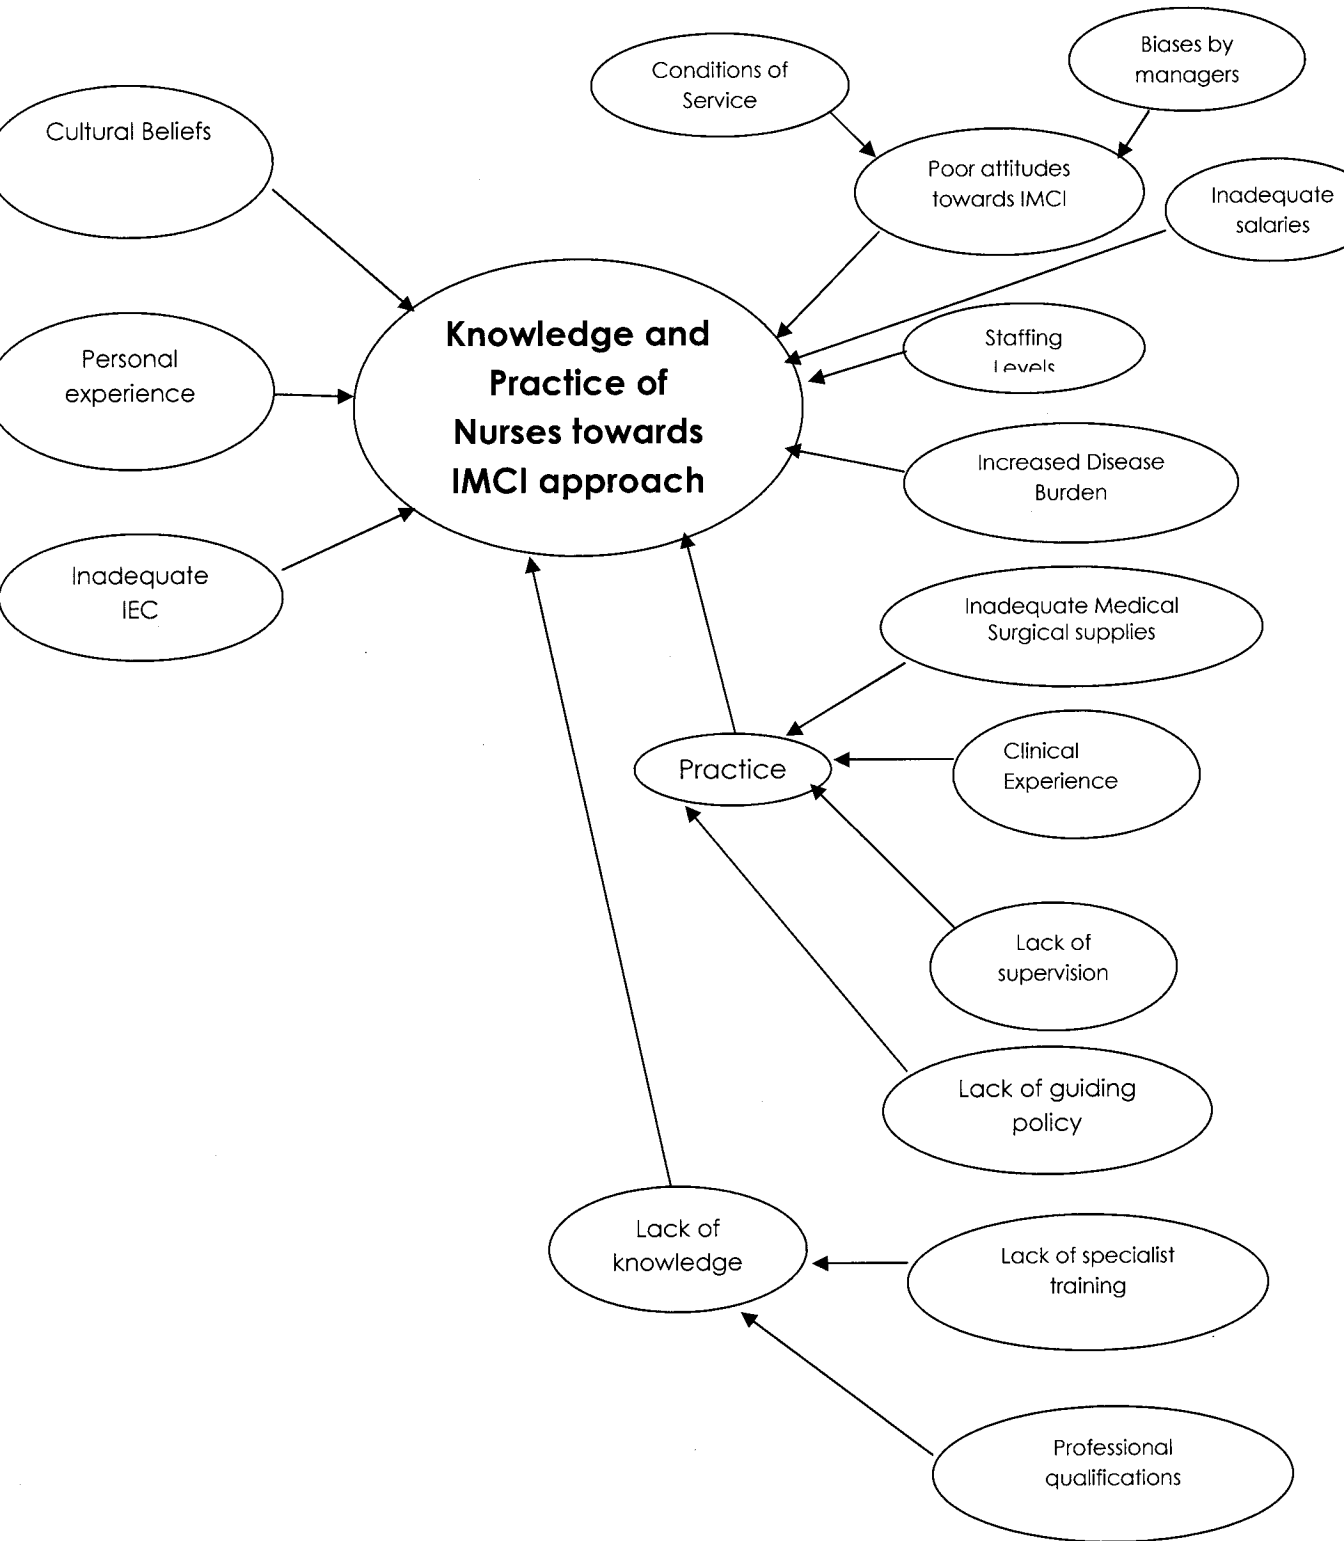 Biases by
managers
Conditions of
Service
Cultural Beliefs
Poor attitudes
towards IMCI
Inadequate
salaries
Knowledge and
Practice of
Nurses towards
IMCI approach
Staffing
Levels
Personal
experience
Increased Disease
Burden
Inadequate
IEC
Inadequate Medical
Surgical supplies
Practice
Clinical
Experience
Lack of
supervision
Lack of guiding
policy
Lack of
knowledge
Lack of specialist
training
Professional
qualifications